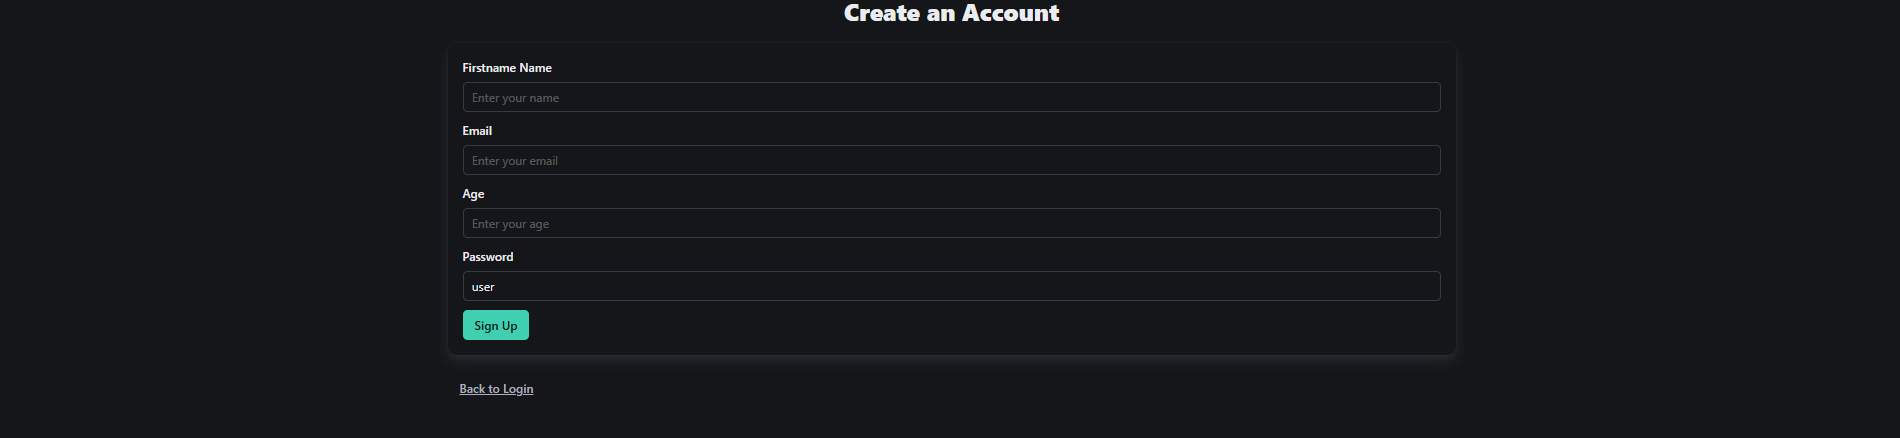 Create an Account
Firstname Name
Enter your name
Email
Enter your email
Age
Enter your age
Password
user
Sign Up
Back to Login